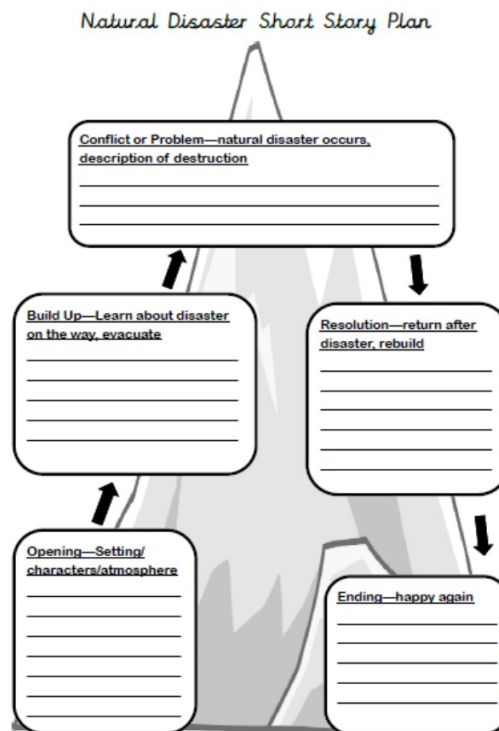 Natural Disaster Short Story Plan
Conflict or Problem—natural disaster occurs,
description of destruction
Build Up—Learn about disaster
on the way, evacuate
Resolution—return after
disaster, rebuild
Opening—Setting/
characters/atmosphere
Ending—happy again